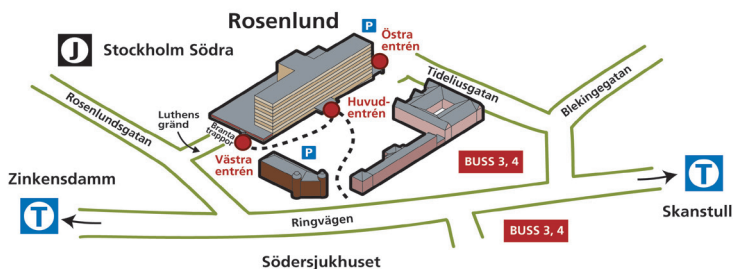 Rosenlund
P
Östra
entrén
J
Stockholm Södra
Tideliusgatan
Blekingegatan
Rosenlundsgatan
Luthens
gränd
Branta
trappor
Huvud-
entrén
Västra
entrén
P
BUSS 3, 4
Zinkensdamm
T
T
Skanstull
Ringvägen
BUSS 3, 4
Södersjukhuset